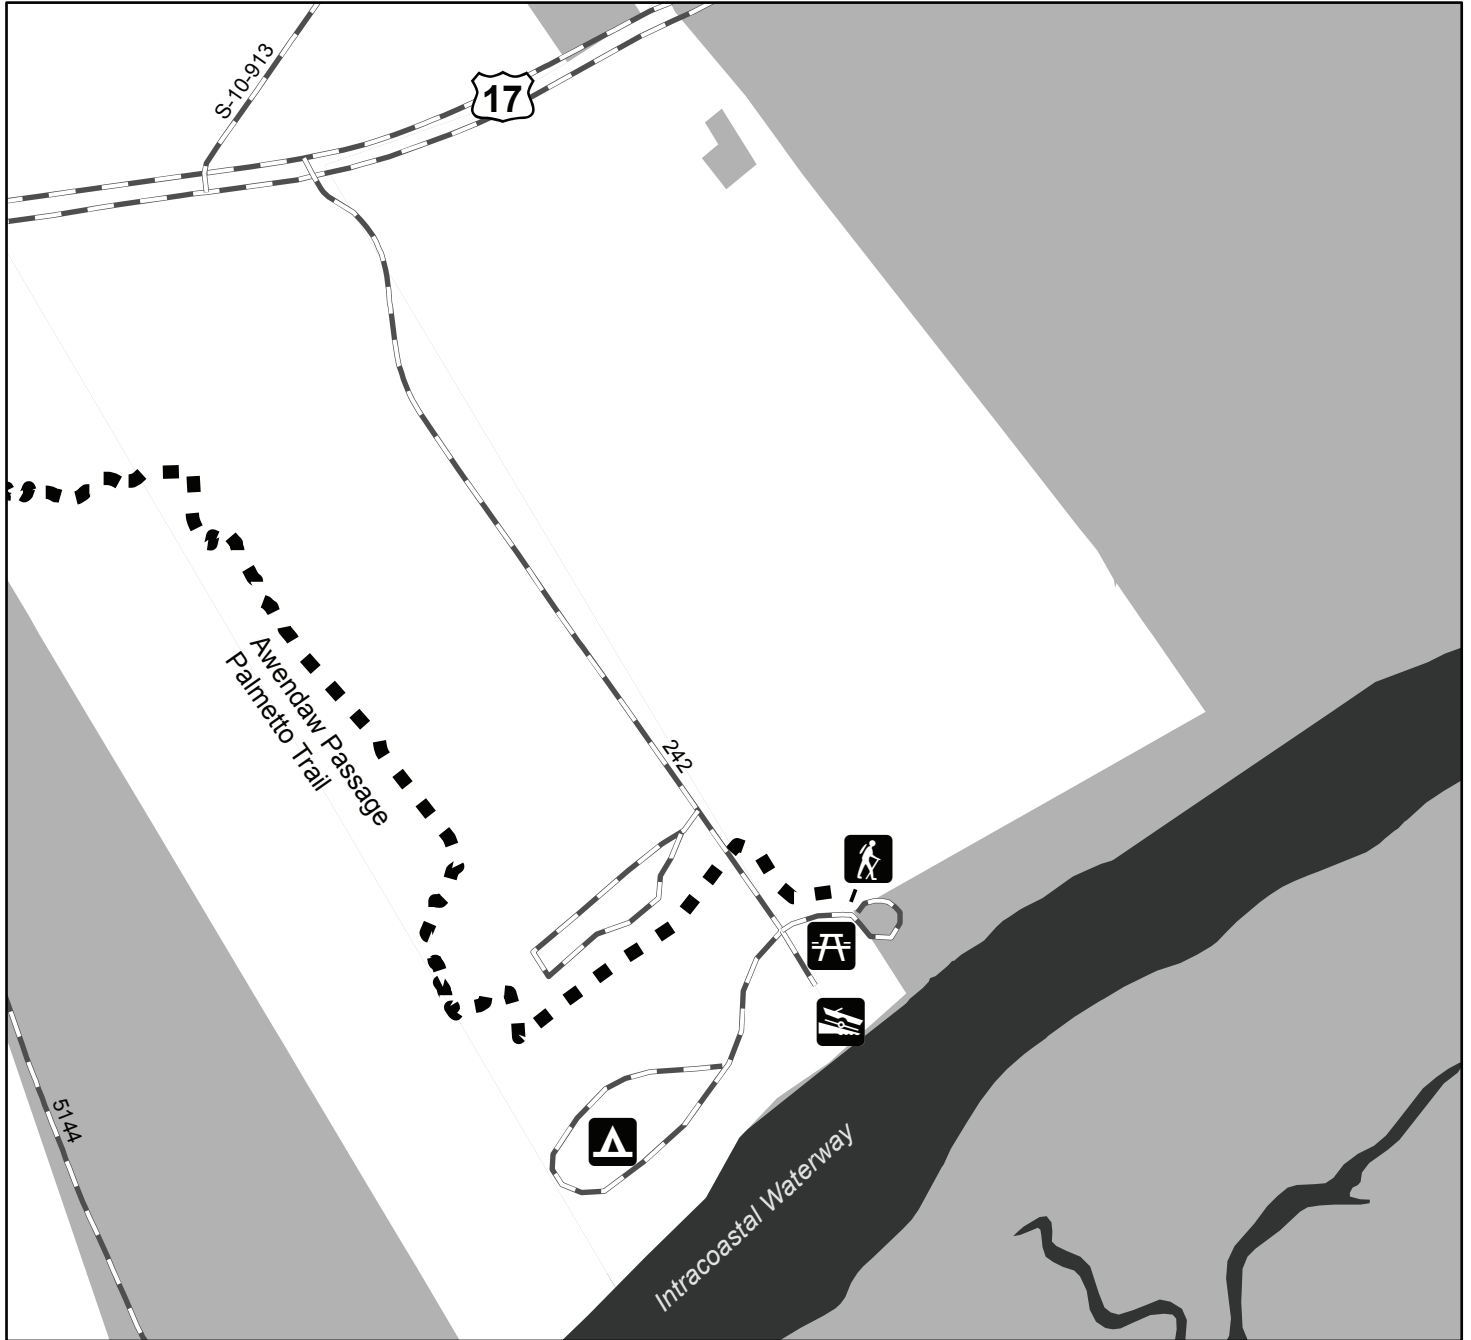 S-10-913
17
Awendaw Passage
Palmetto Trail
242
5144
Intracoastal Waterway